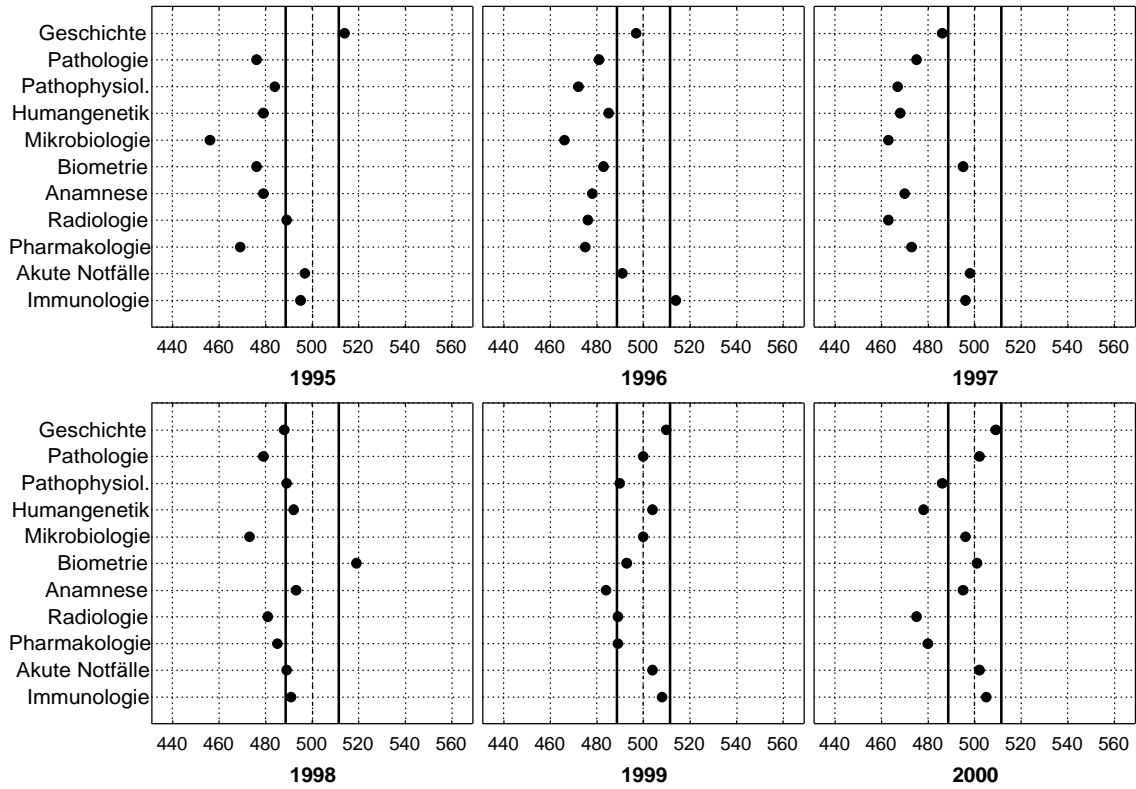 Geschichte
Pathologie
Pathophysiol.
Humangenetik
Mikrobiologie
Biometrie
Anamnese
Radiologie
Pharmakologie
Akute Notfälle
Immunologie
440 460 480 500 520 540 560 440 460 480 500 520 540 560 440 460 480 500 520 540 560
1995 1996 1997
Geschichte
Pathologie
Pathophysiol.
Humangenetik
Mikrobiologie
Biometrie
Anamnese
Radiologie
Pharmakologie
Akute Notfälle
Immunologie
440 460 480 500 520 540 560 440 460 480 500 520 540 560 440 460 480 500 520 540 560
1998 1999 2000